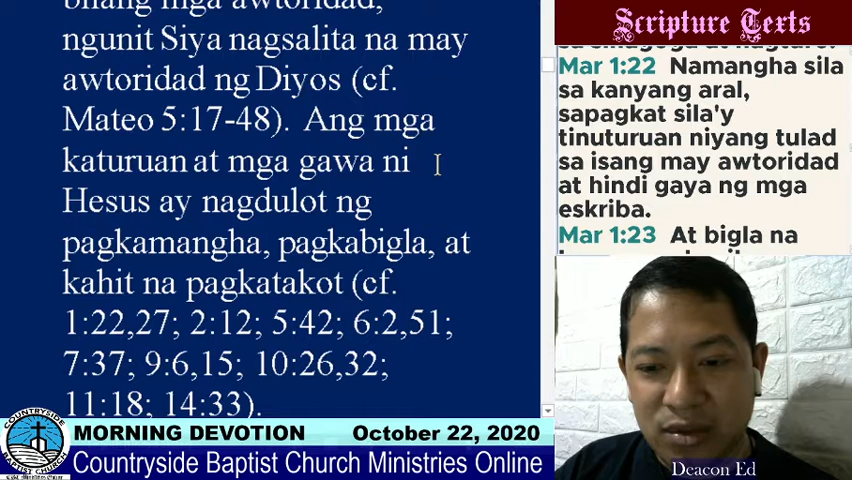 bilang mga awtoridad,
ngunit Siya nagsalita na may
awtoridad ng Diyos (cf.
Mateo 5:17-48). Ang mga
katuruan at mga gawa ni
Hesus ay nagdulot ng
pagkamangha, pagkabigla, at
kahit na pagkatakot (cf.
1:22,27; 2:12; 5:42; 6:2,51;
7:37; 9:6,15; 10:26,32;
11:18; 14:33).
Scripture Texts
Mar 1:22 Namangha sila
sa kanyang aral,
sapagkat sila'y
tinuturuan niyang tulad
sa isang may awtoridad
at hindi gaya ng mga
eskriba.
Mar 1:23 At bigla na
COUNTRYSIDE
BAPTIST CHURCH
MORNING DEVOTION October 22, 2020
Countryside Baptist Church Ministries Online
Deacon Ed